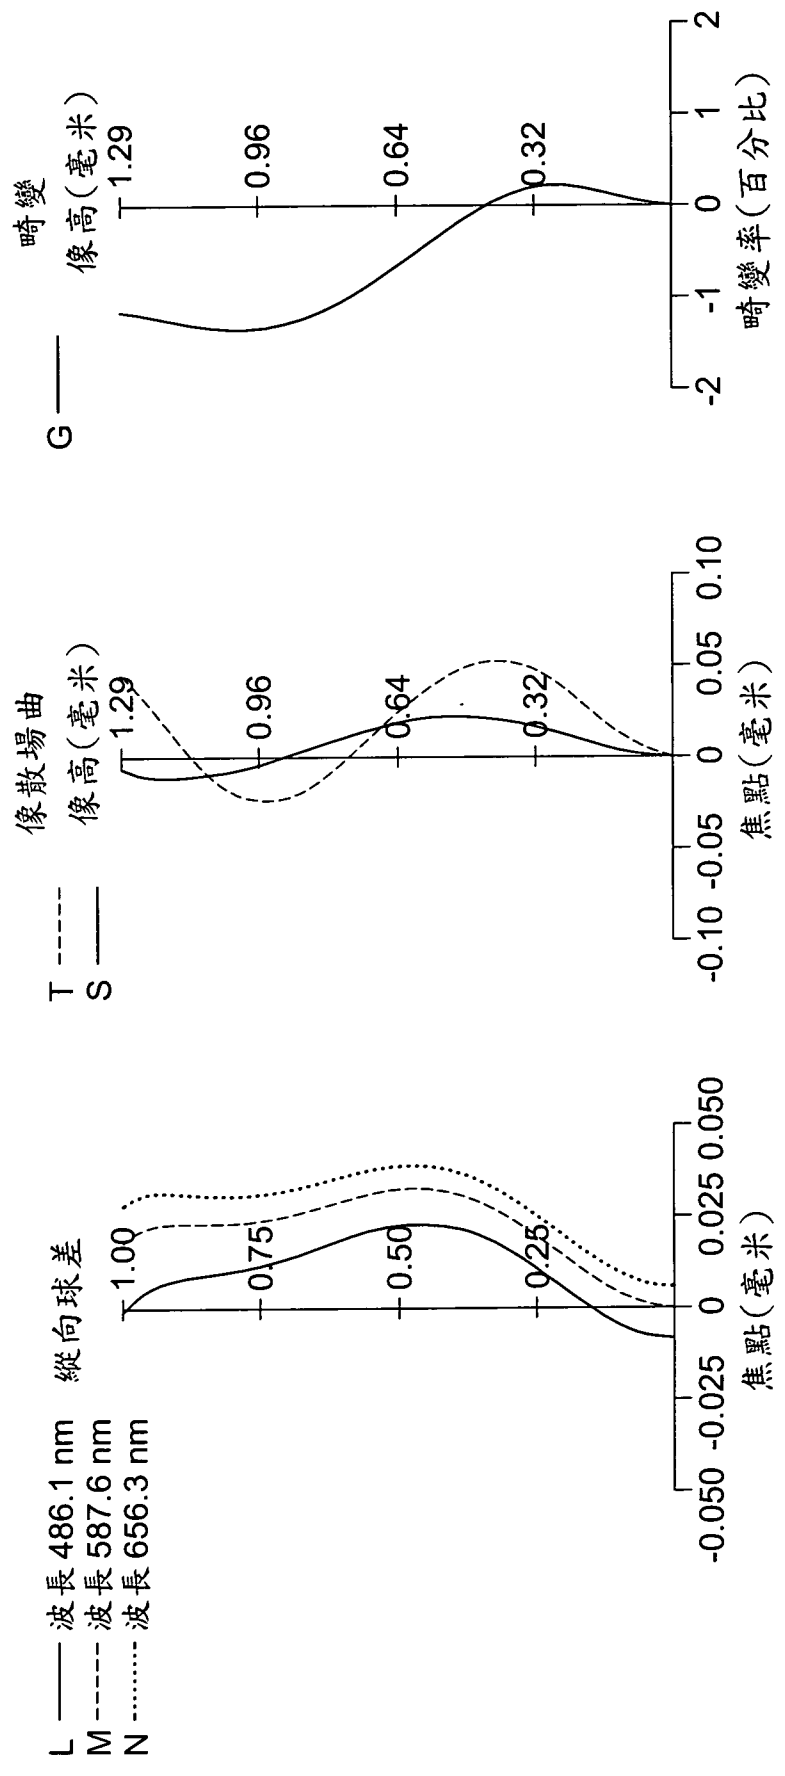 L 波長 486.1 nm
M 波長 587.6 nm
N 波長 656.3 nm
縱向球差
1.00
0.75
0.50
0.25
-0.050 -0.025 0 0.025 0.050
焦點(毫米)
T
S
像散場曲
像高(毫米)
1.29
0.96
0.64
0.32
-0.10 -0.05 0 0.05 0.10
焦點(毫米)
G
畸變
像高(毫米)
1.29
0.96
0.64
0.32
-2 -1 0 1 2
畸變率(百分比)